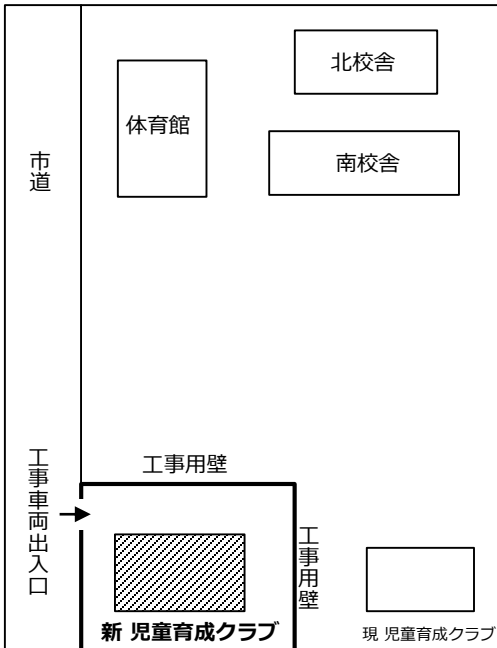 北校舎
体育館
南校舎
市道
工事用壁
工事車両出入口
工事用壁
新 児童育成クラブ
現 児童育成クラブ